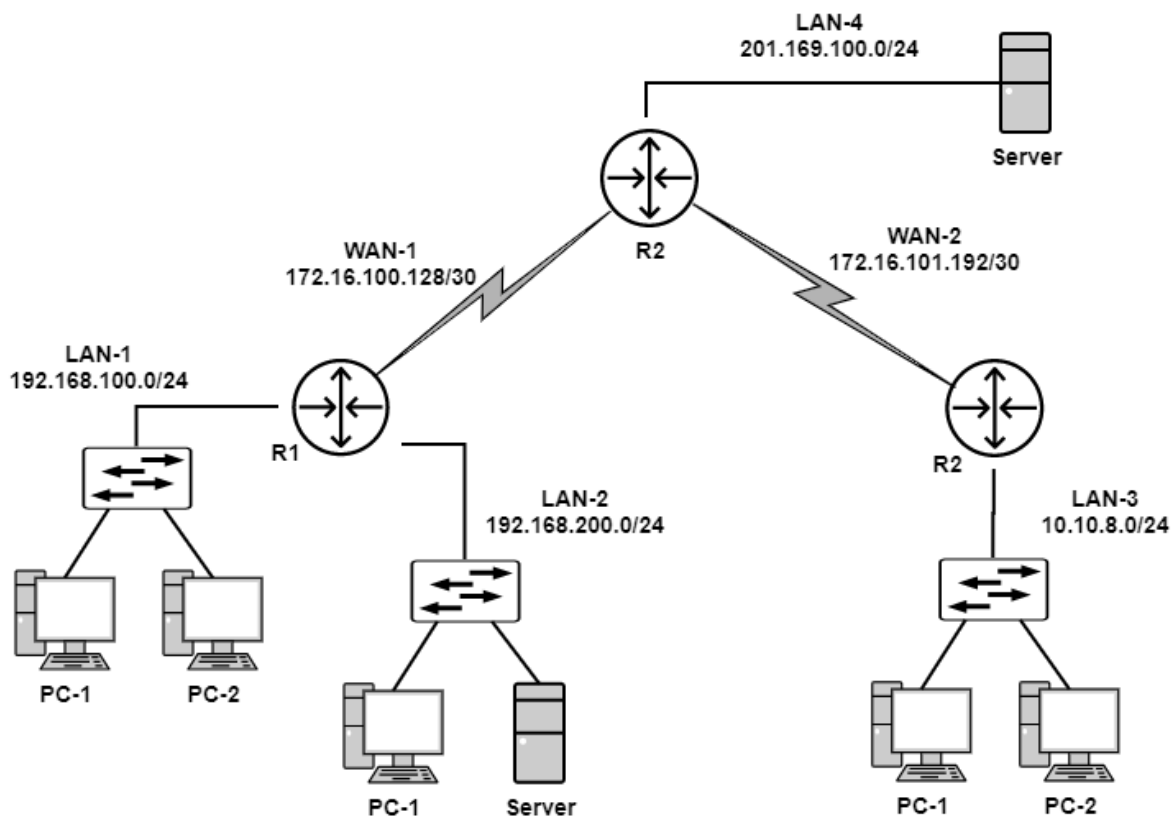 LAN-4
201.169.100.0/24
Server
R2
WAN-1
172.16.100.128/30
WAN-2
172.16.101.192/30
LAN-1
192.168.100.0/24
R1
R2
LAN-2
192.168.200.0/24
LAN-3
10.10.8.0/24
PC-1
PC-2
PC-1
Server
PC-1
PC-2